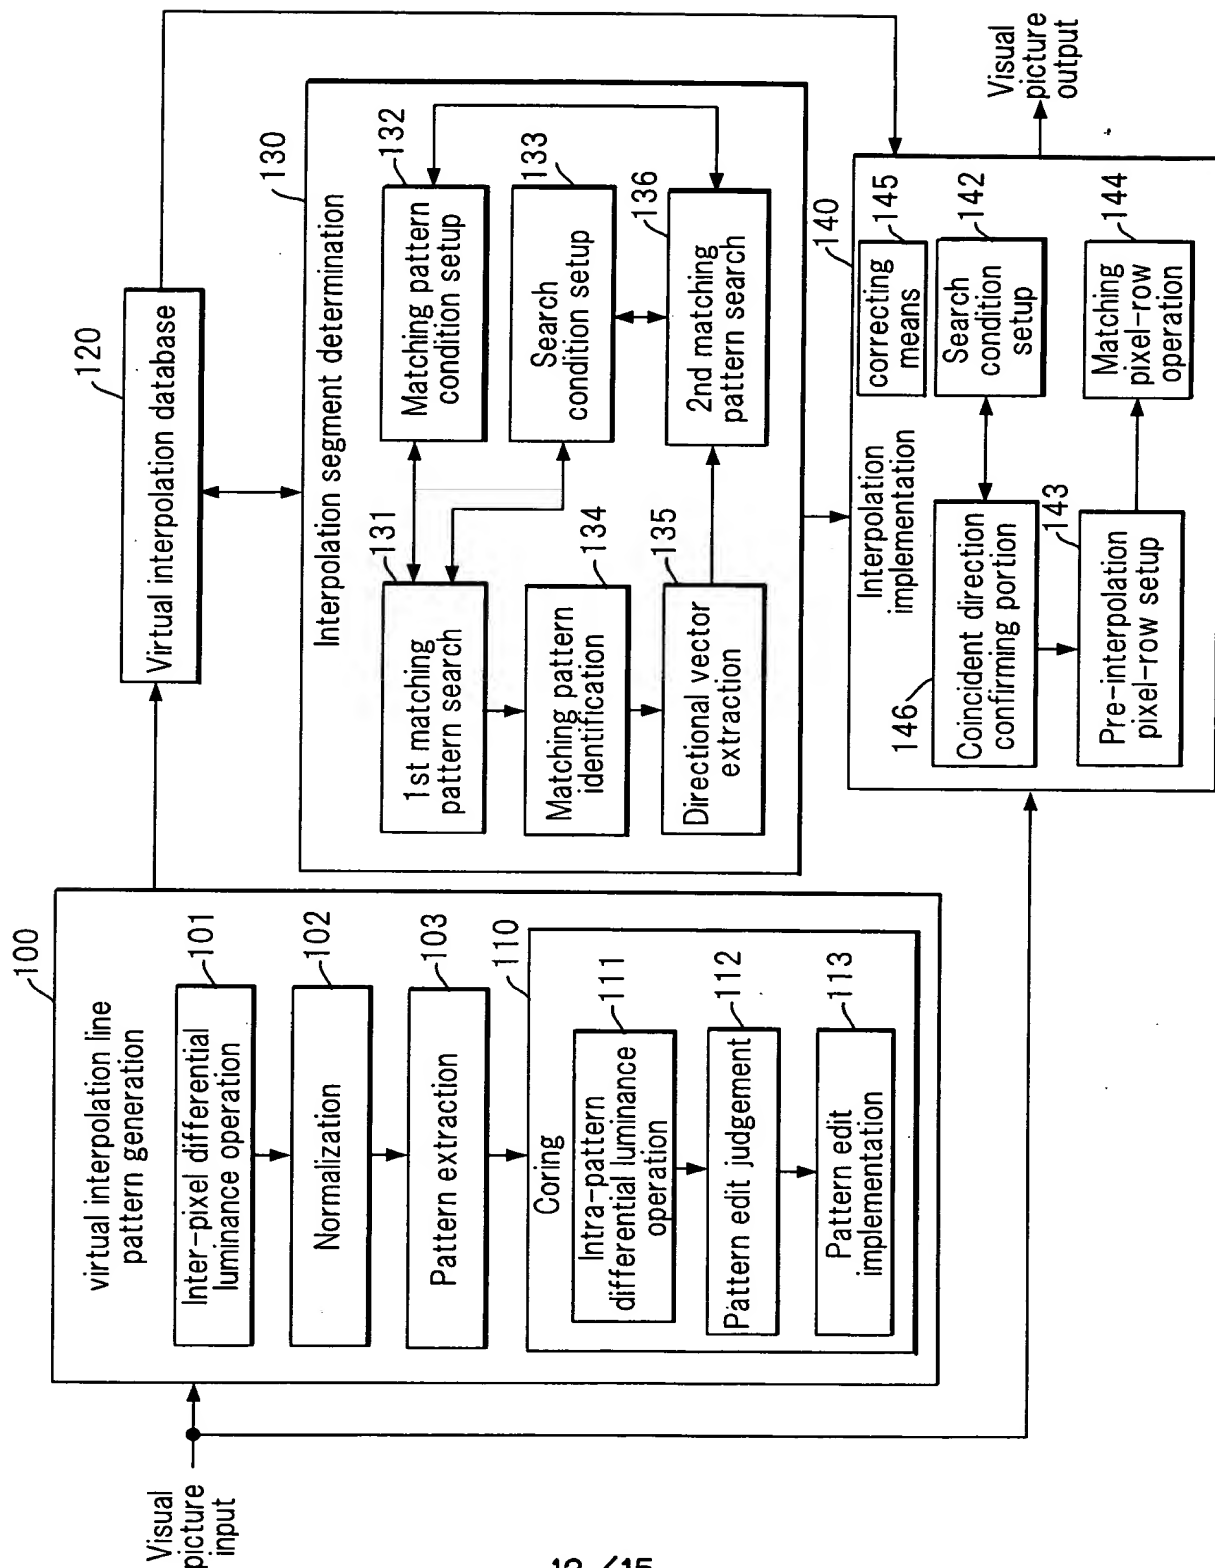 Visual
picture
input
100
virtual interpolation line
pattern generation
Inter-pixel differential
luminance operation
101
Normalization
102
Pattern extraction
103
110
Coring
Intra-pattern
differential luminance
operation
111
Pattern edit judgement
112
Pattern edit
implementation
113
120
Virtual interpolation database
130
Interpolation segment determination
131
1st matching
pattern search
132
Matching pattern
condition setup
133
Search
condition setup
134
Matching pattern
identification
135
Directional vector
extraction
136
2nd matching
pattern search
140
Interpolation
implementation
145
correcting
means
142
Search
condition
setup
146
Coincident direction
confirming portion
143
Pre-interpolation
pixel-row setup
144
Matching
pixel-row
operation
Visual
picture
output